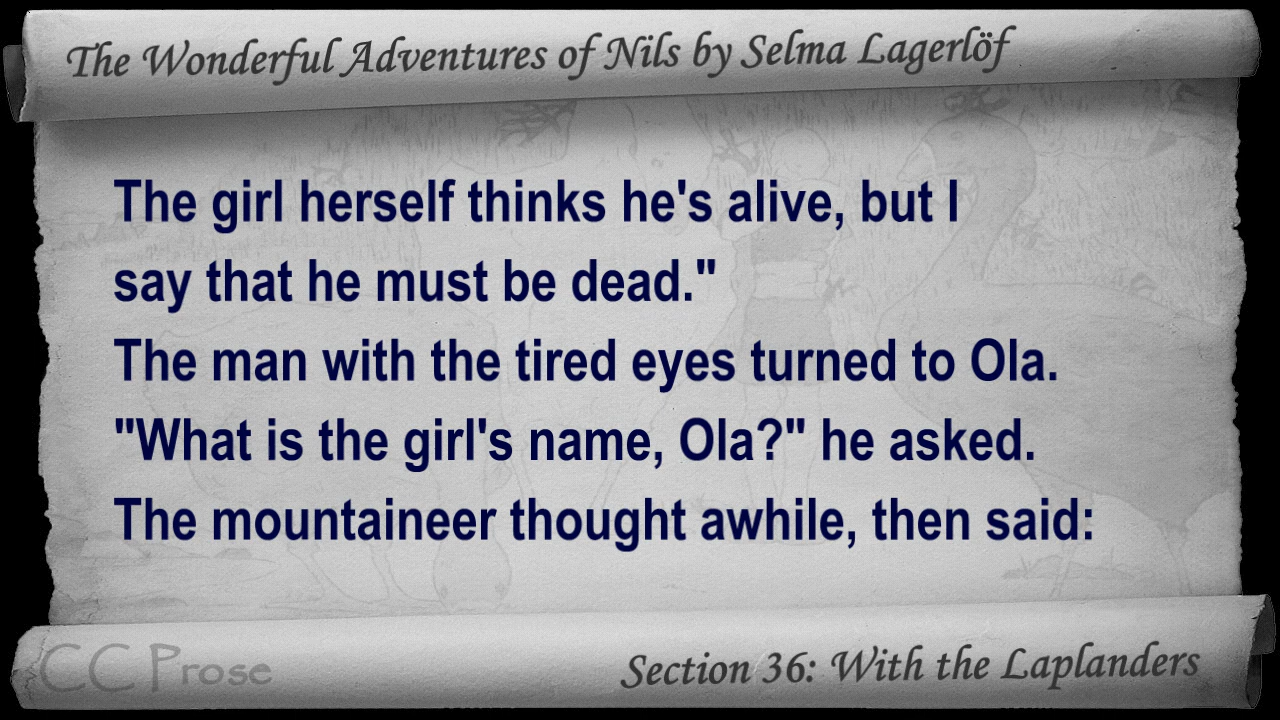 The Wonderful Adventures of Nils by Selma Lagerlöf
The girl herself thinks he's alive, but I
say that he must be dead."
The man with the tired eyes turned to Ola.
"What is the girl's name, Ola?" he asked.
The mountaineer thought awhile, then said:
CC Prose
Section 36: With the Laplanders